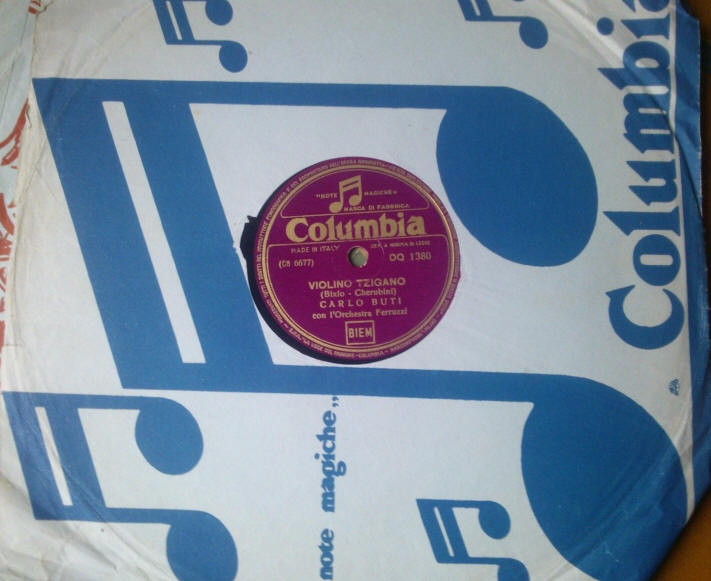 "NOTE MAGICHE"
MARCA DI FABBRICA
Columbia
MADE IN ITALY
(CB 6677)
DQ 1380
VIOLINO TZIGANO
(Bixio - Cherubini)
CARLO BUTI
con l'Orchestra Ferruzzi
BIEM
Columbia
note magiche„